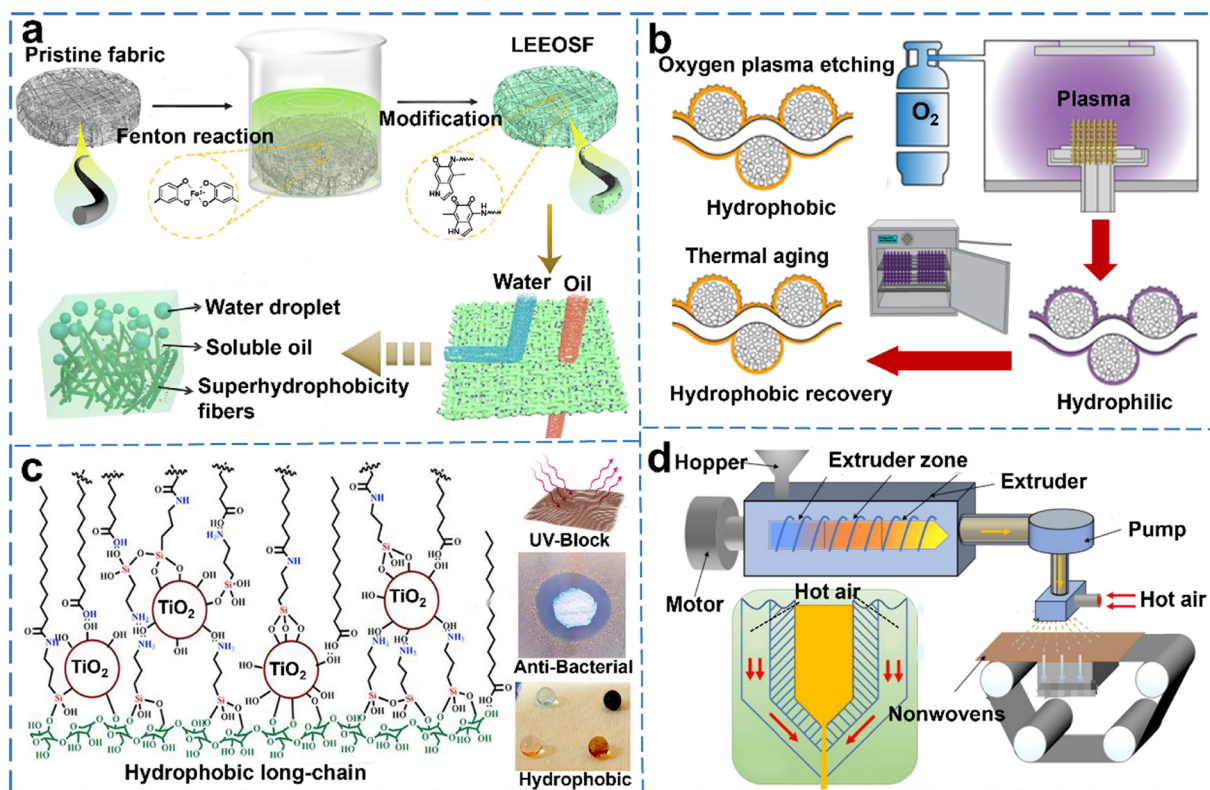 a
Pristine fabric
LEEOSF
Fenton reaction
Modification
Water
Oil
Water droplet
Soluble oil
Superhydrophobicity
fibers
b
Oxygen plasma etching
O₂
Plasma
Hydrophobic
Thermal aging
Hydrophobic recovery
Hydrophilic
c
TiO₂
TiO₂
TiO₂
TiO₂
Hydrophobic long-chain
UV-Block
Anti-Bacterial
Hydrophobic
d
Hopper
Extruder zone
Extruder
Pump
Motor
Hot air
Hot air
Nonwovens